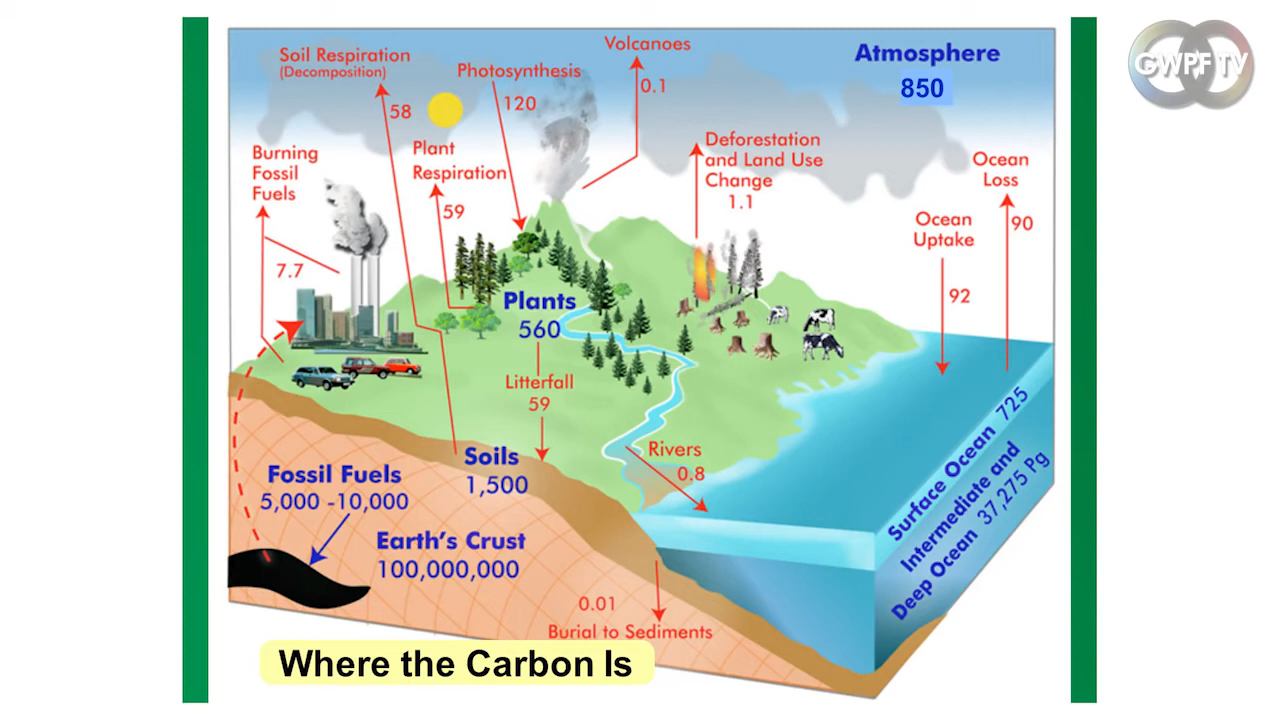 GWPF TV
Atmosphere
850
Soil Respiration
(Decomposition)
58
Photosynthesis
120
Volcanoes
0.1
Burning
Fossil
Fuels
7.7
Plant
Respiration
59
Deforestation
and Land Use
Change
1.1
Ocean
Loss
90
Ocean
Uptake
92
Plants
560
Litterfall
59
Soils
1,500
Rivers
0.8
Fossil Fuels
5,000 -10,000
Earth's Crust
100,000,000
Surface Ocean 725
Intermediate and
Deep Ocean 37,275 Pg
0.01
Burial to Sediments
Where the Carbon Is